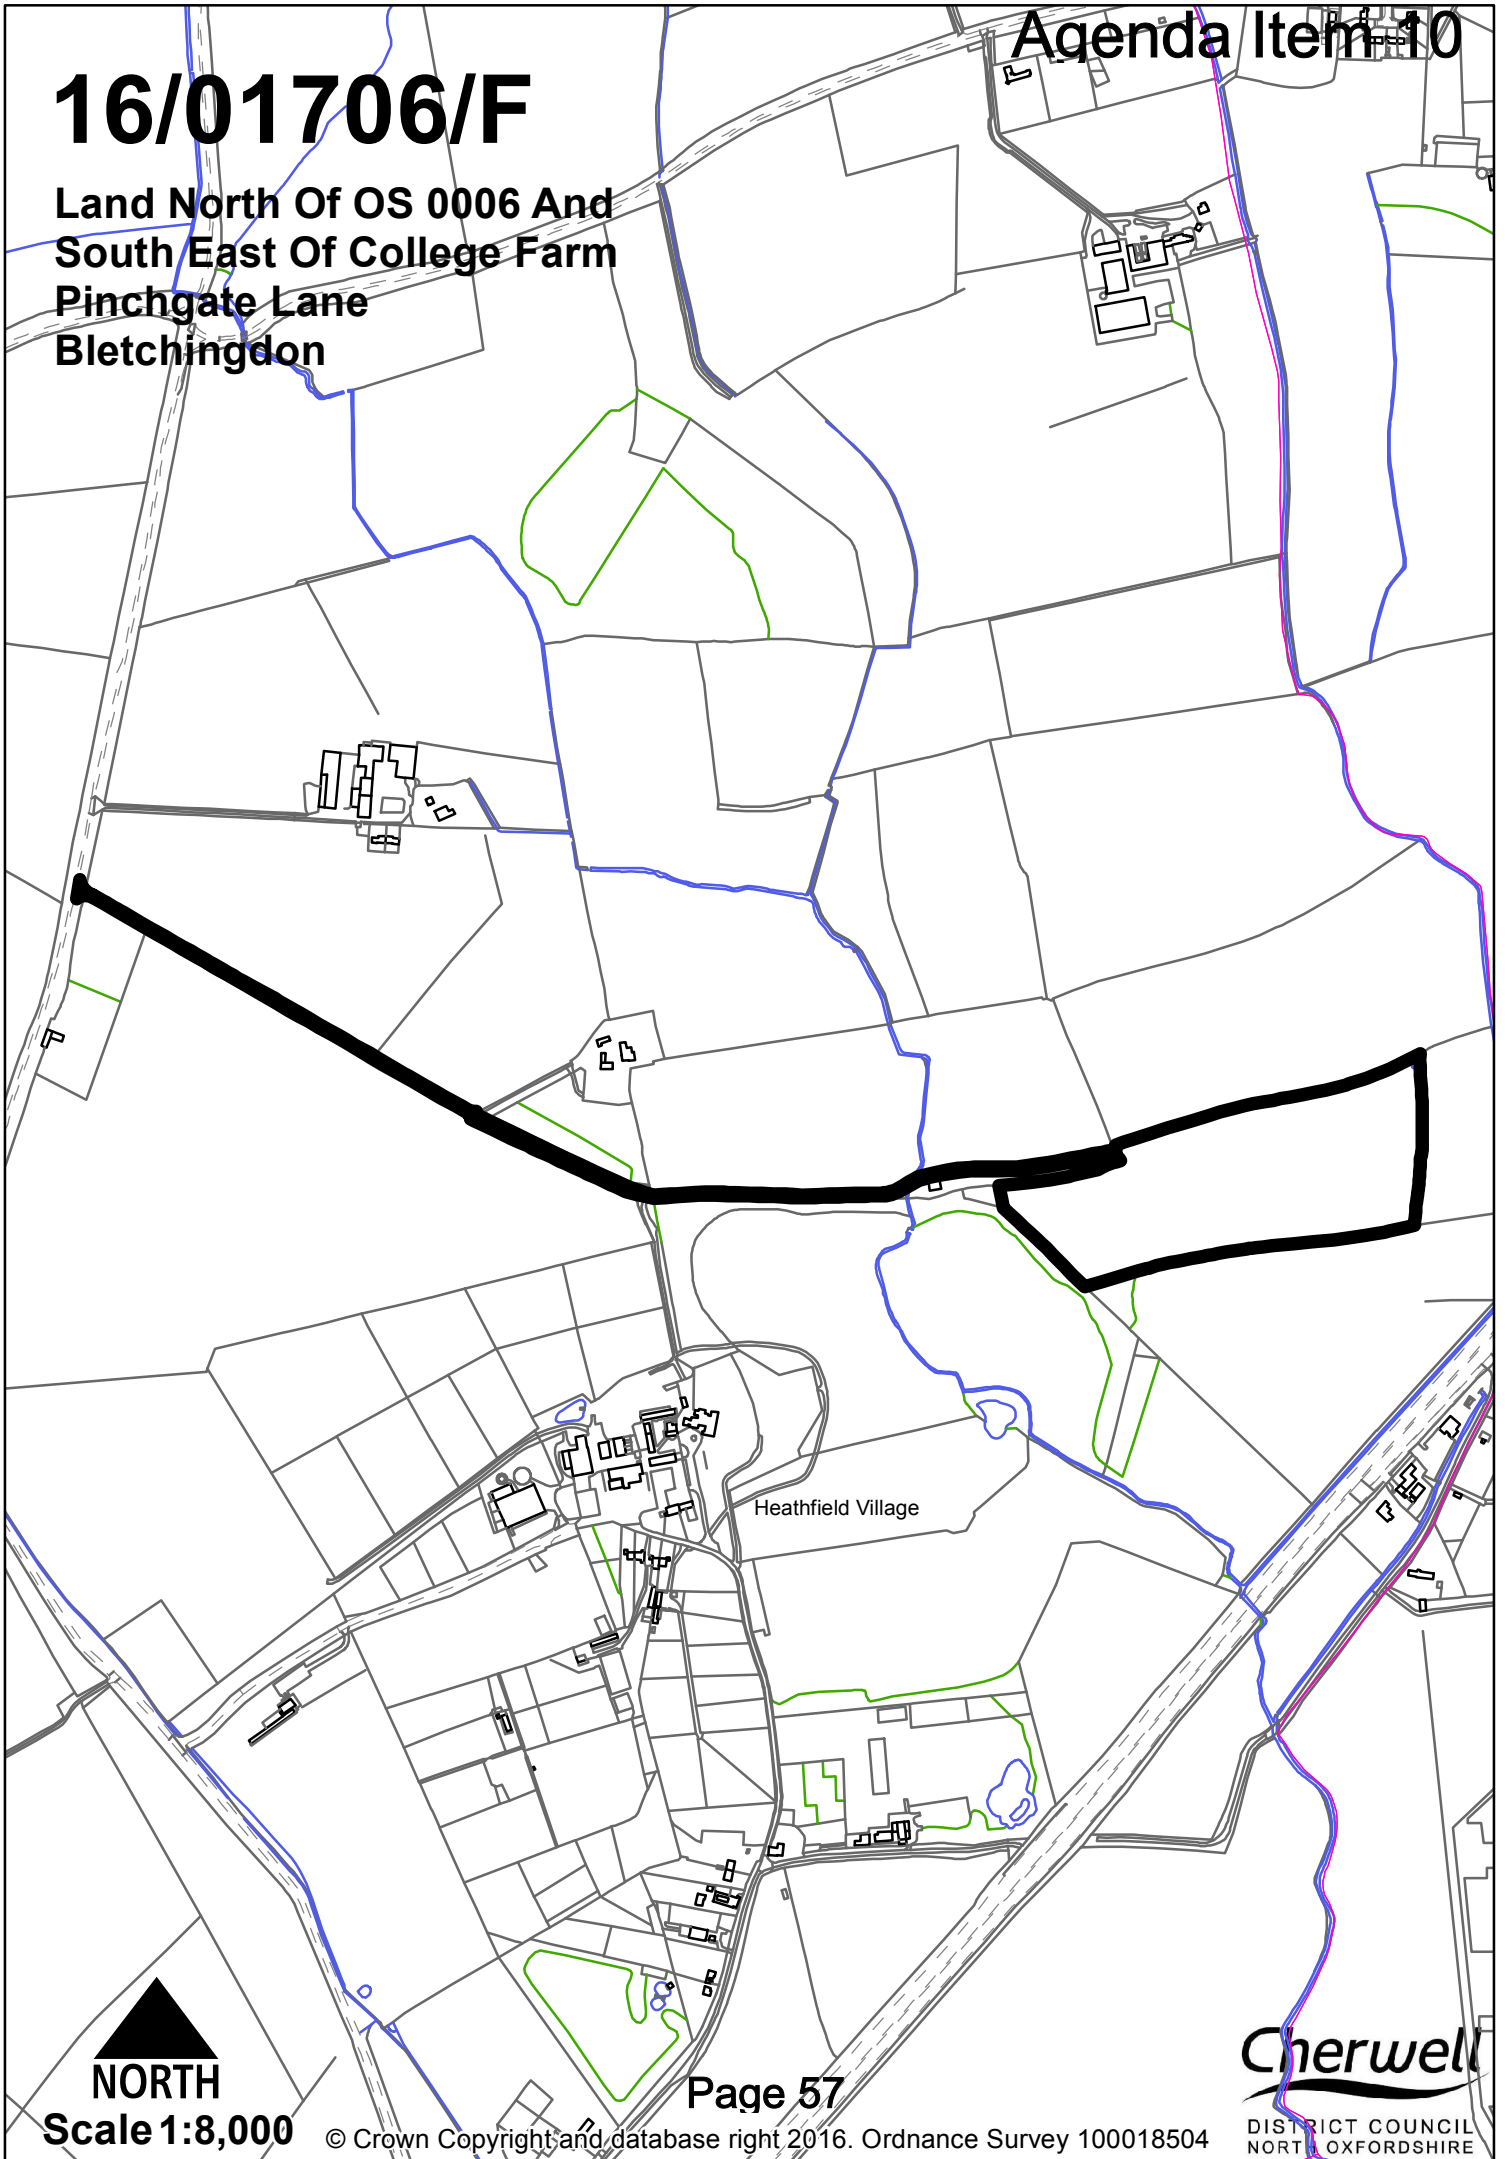 Agenda Item 10
16/01706/F
Land North Of OS 0006 And
South East Of College Farm
Pinchgate Lane
Bletchingdon
Heathfield Village
NORTH
Scale 1:8,000
Page 57
© Crown Copyright and database right 2016. Ordnance Survey 100018504
Cherwell
DISTRICT COUNCIL
NORTH OXFORDSHIRE